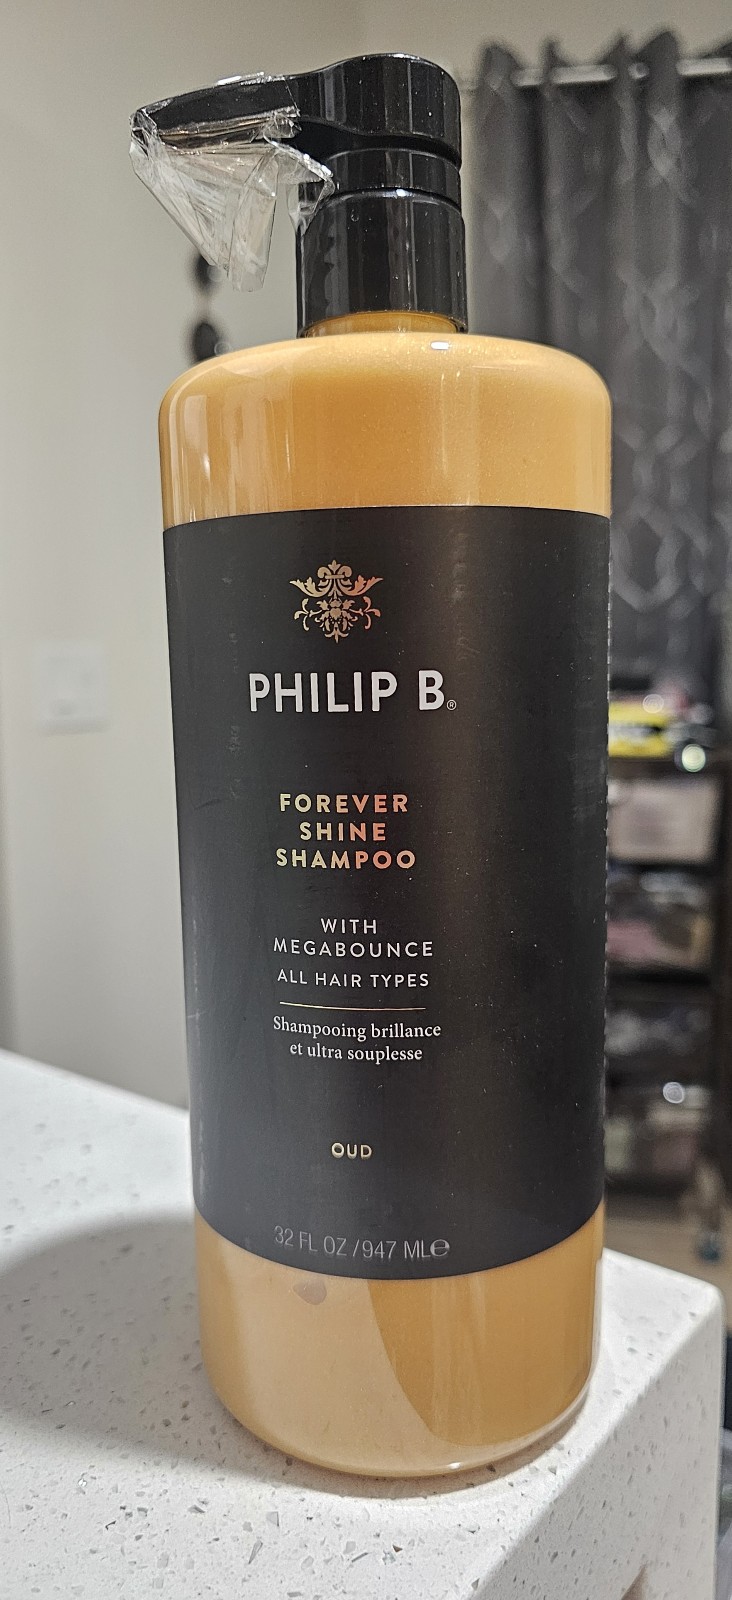 PHILIP B.®
FOREVER
SHINE
SHAMPOO
WITH
MEGABOUNCE
ALL HAIR TYPES
Shampooing brillance
et ultra souplesse
OUD
32 FL OZ /947 ML℮